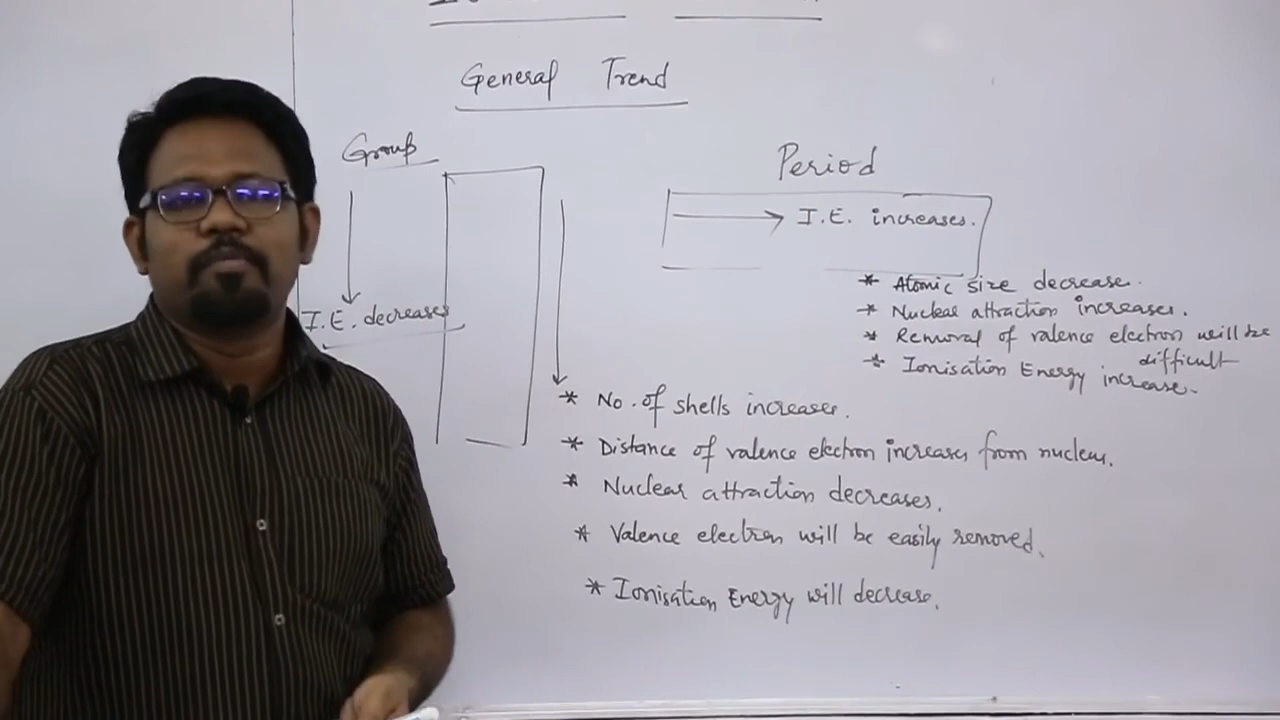 General Trend
Group
I.E. decreases
Period
I.E. increases.
* Atomic size decrease.
* Nuclear attraction increases.
* Removal of valence electron will be
difficult
* Ionisation Energy increase.
* No. of shells increases.
* Distance of valence electron increases from nucleus.
* Nuclear attraction decreases.
* Valence electron will be easily removed.
* Ionisation Energy will decrease.